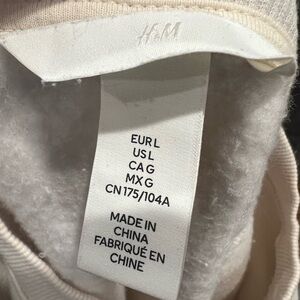 H&M
EUR L
US L
CA G
MX G
CN 175/104A
MADE IN
CHINA
FABRIQUÉ EN
CHINE